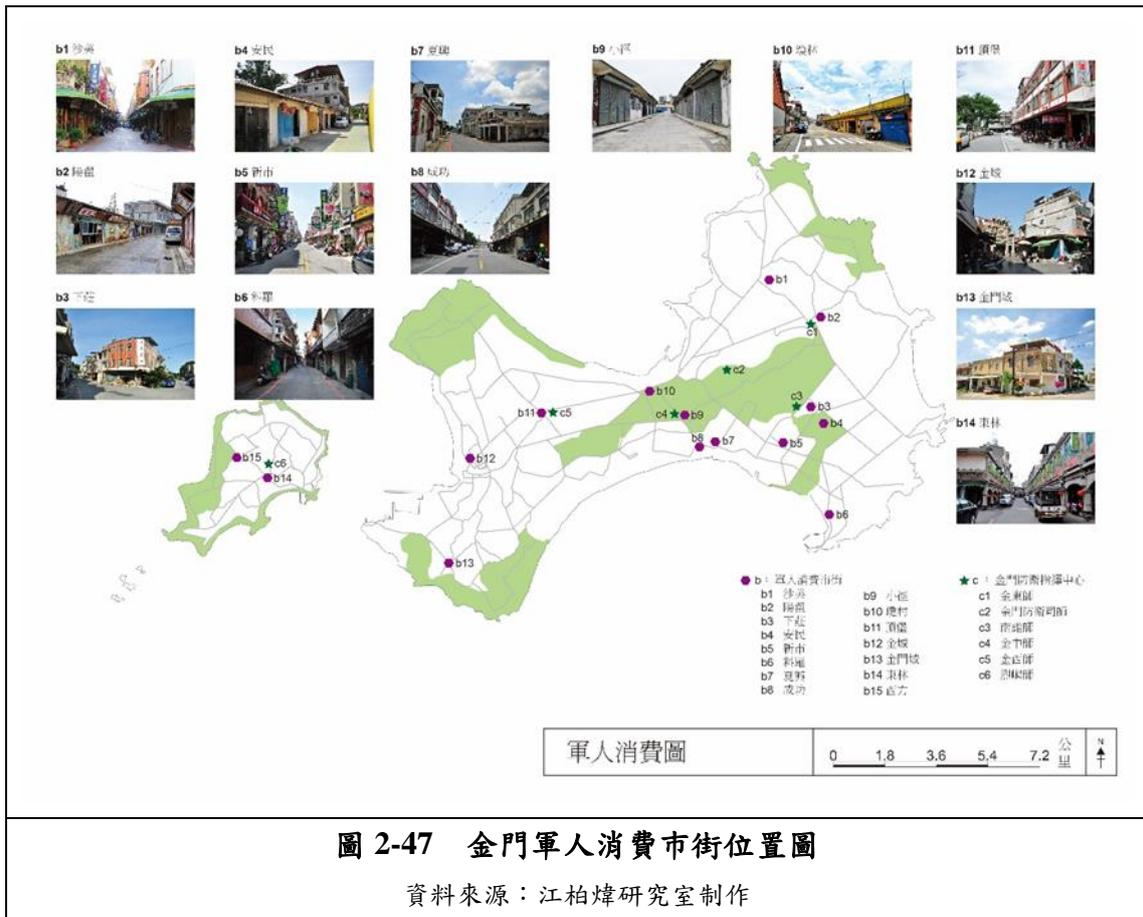 b1 沙美
b4 安民
b7 夏興
b9 小徑
b10 瓊林
b11 頂堡
b2 陽翟
b5 新市
b8 成功
b12 金城
b3 下莊
b6 料羅
b13 金門城
b14 東林
b1
b2
c1
c2
b10
c3
b3
b11
c5
c4
b9
b4
b8
b7
b5
b12
b15
c6
b14
b6
b13
b：軍人消費市街
b1 沙美
b2 陽翟
b3 下莊
b4 安民
b5 新市
b6 料羅
b7 夏興
b8 成功
b9 小徑
b10 瓊村
b11 頂堡
b12 金城
b13 金門城
b14 東林
b15 西方
c：金門防衛指揮中心
c1 金東師
c2 金門防衛司師
c3 南雄師
c4 金中師
c5 金西師
c6 烈嶼師
軍人消費圖
0 1.8 3.6 5.4 7.2 公里
N
圖 2-47 金門軍人消費市街位置圖
資料來源：江柏煒研究室制作